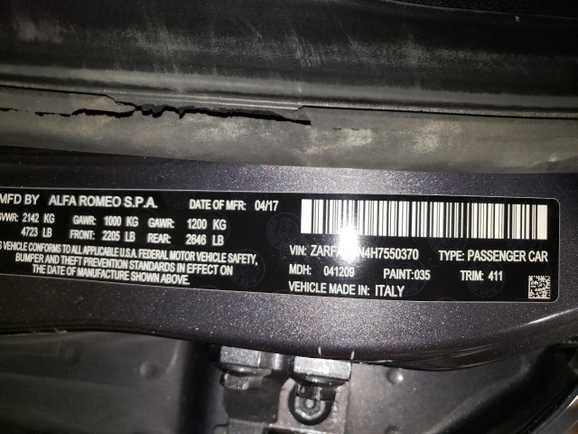 MFD BY ALFA ROMEO S.P.A. DATE OF MFR: 04/17
GVWR: 2142 KG GAWR: 1000 KG GAWR: 1200 KG
4723 LB FRONT: 2205 LB REAR: 2646 LB
VEHICLE CONFORMS TO ALL APPLICABLE U.S.A. FEDERAL MOTOR VEHICLE SAFETY,
BUMPER AND THEFT PREVENTION STANDARDS IN EFFECT ON THE DATE OF
MANUFACTURE SHOWN ABOVE.
VIN: TYPE: PASSENGER CAR
MDH: 041209 PAINT: 035 TRIM: 411
VEHICLE MADE IN: ITALY